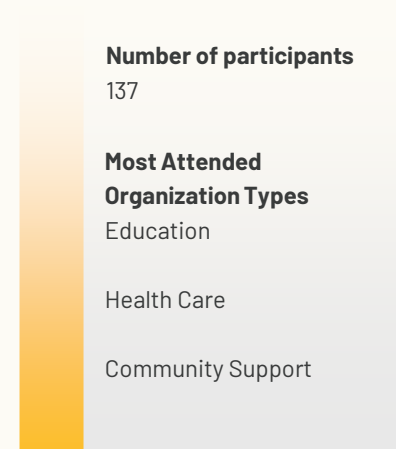 Number of participants
137
Most Attended
Organization Types
Education
Health Care
Community Support